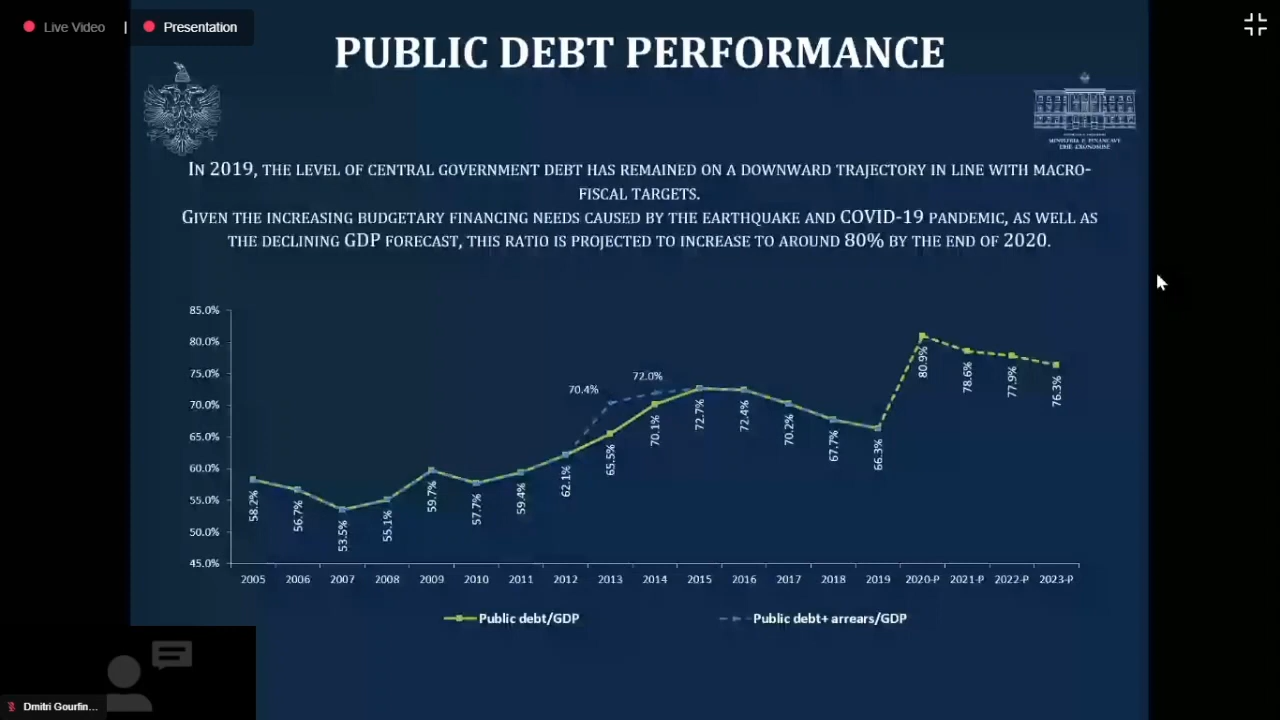 Live Video | Presentation
PUBLIC DEBT PERFORMANCE
MINISTRIA E FINANCAVE
DHE EKONOMISË
IN 2019, THE LEVEL OF CENTRAL GOVERNMENT DEBT HAS REMAINED ON A DOWNWARD TRAJECTORY IN LINE WITH MACRO-
FISCAL TARGETS.
GIVEN THE INCREASING BUDGETARY FINANCING NEEDS CAUSED BY THE EARTHQUAKE AND COVID-19 PANDEMIC, AS WELL AS
THE DECLINING GDP FORECAST, THIS RATIO IS PROJECTED TO INCREASE TO AROUND 80% BY THE END OF 2020.
85.0%
80.0%
75.0%
70.0%
65.0%
60.0%
55.0%
50.0%
45.0%
58.2%
56.7%
53.5%
55.1%
59.7%
57.7%
59.4%
62.1%
65.5%
70.4%
70.1%
72.0%
72.7%
72.4%
70.2%
67.7%
66.3%
80.9%
78.6%
77.9%
76.3%
2005 2006 2007 2008 2009 2010 2011 2012 2013 2014 2015 2016 2017 2018 2019 2020-P 2021-P 2022-P 2023-P
Public debt/GDP Public debt+ arrears/GDP
Dmitri Gourfin...